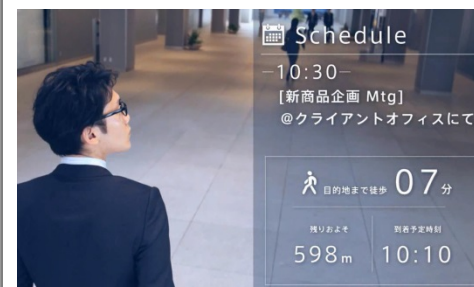 Schedule
10:30
[新商品企画 Mtg]
@クライアントオフィスにて
目的地まで徒歩 07分
残りおよそ 到着予定時刻
598m 10:10